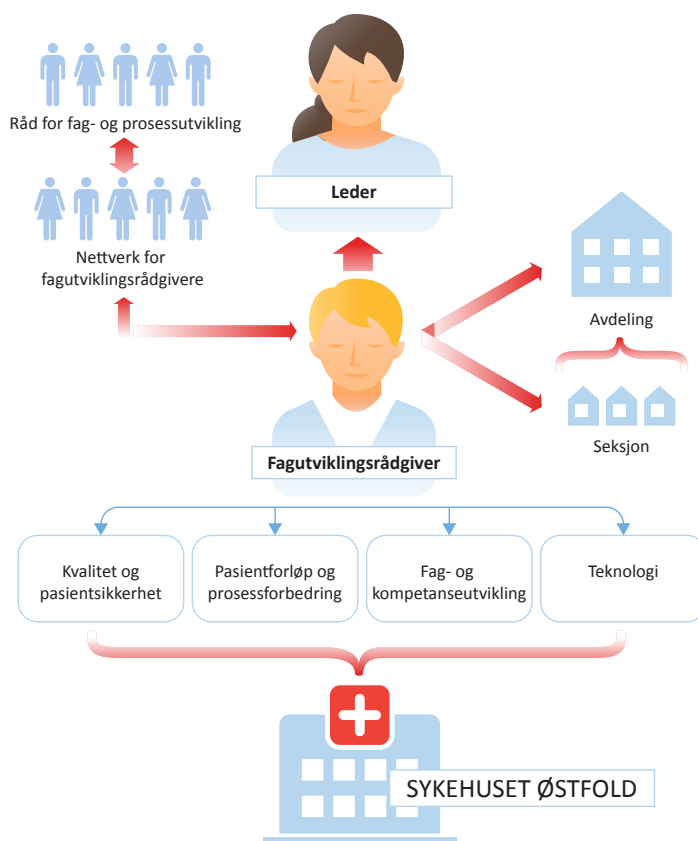 Råd for fag- og prosessutvikling
Nettverk for
fagutviklingsrådgivere
Leder
Avdeling
Seksjon
Fagutviklingsrådgiver
Kvalitet og
pasientsikkerhet
Pasientforløp og
prosessforbedring
Fag- og
kompetanseutvikling
Teknologi
SYKEHUSET ØSTFOLD